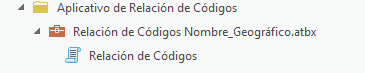 Aplicativo de Relación de Códigos
Relación de Códigos Nombre_Geográfico.atbx
Relación de Códigos